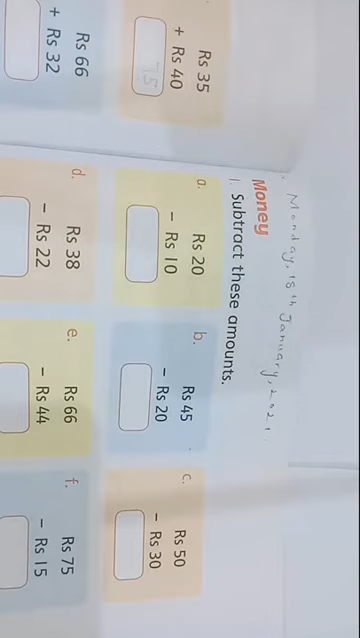 Monday, 18th January, 2021.
Money
1. Subtract these amounts.
a.
Rs 20
- Rs 10
b.
Rs 45
- Rs 20
c.
Rs 50
- Rs 30
d.
Rs 38
- Rs 22
e.
Rs 66
- Rs 44
f.
Rs 75
- Rs 15
Rs 35
+ Rs 40
75
Rs 66
+ Rs 32